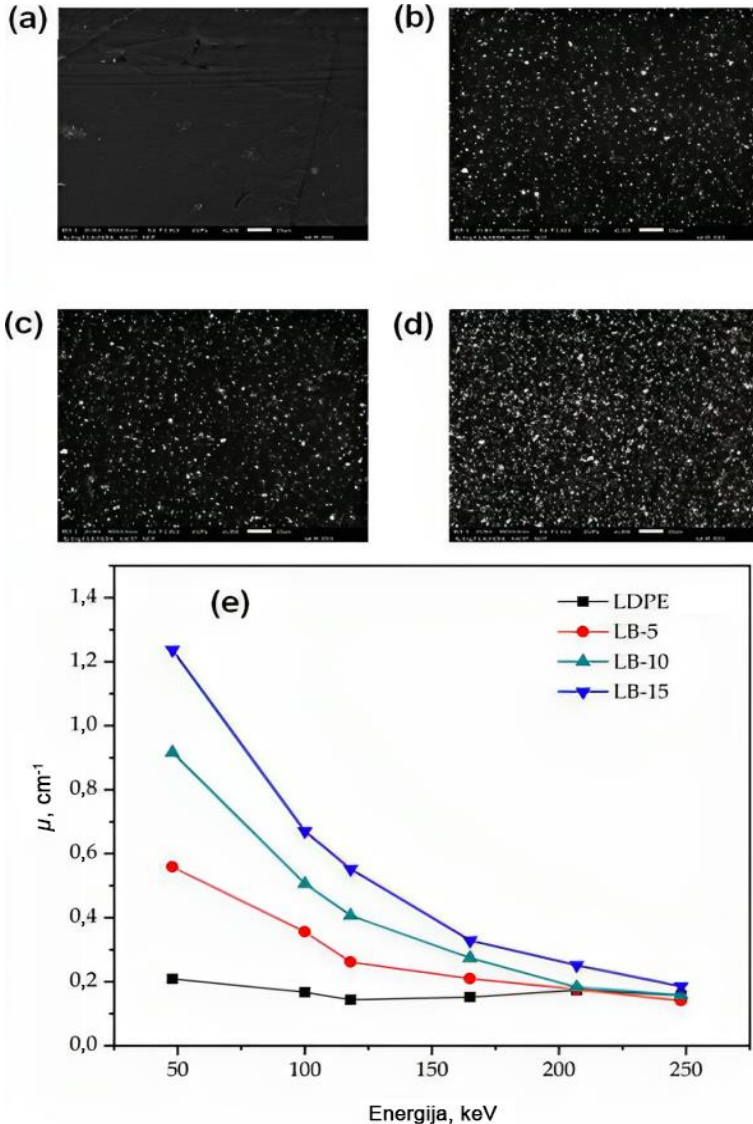 (a)
(b)
(c)
(d)
(e)
LDPE
LB-5
LB-10
LB-15
1,4
1,2
1,0
0,8
0,6
0,4
0,2
0,0
μ, cm-1
50
100
150
200
250
Energija, keV